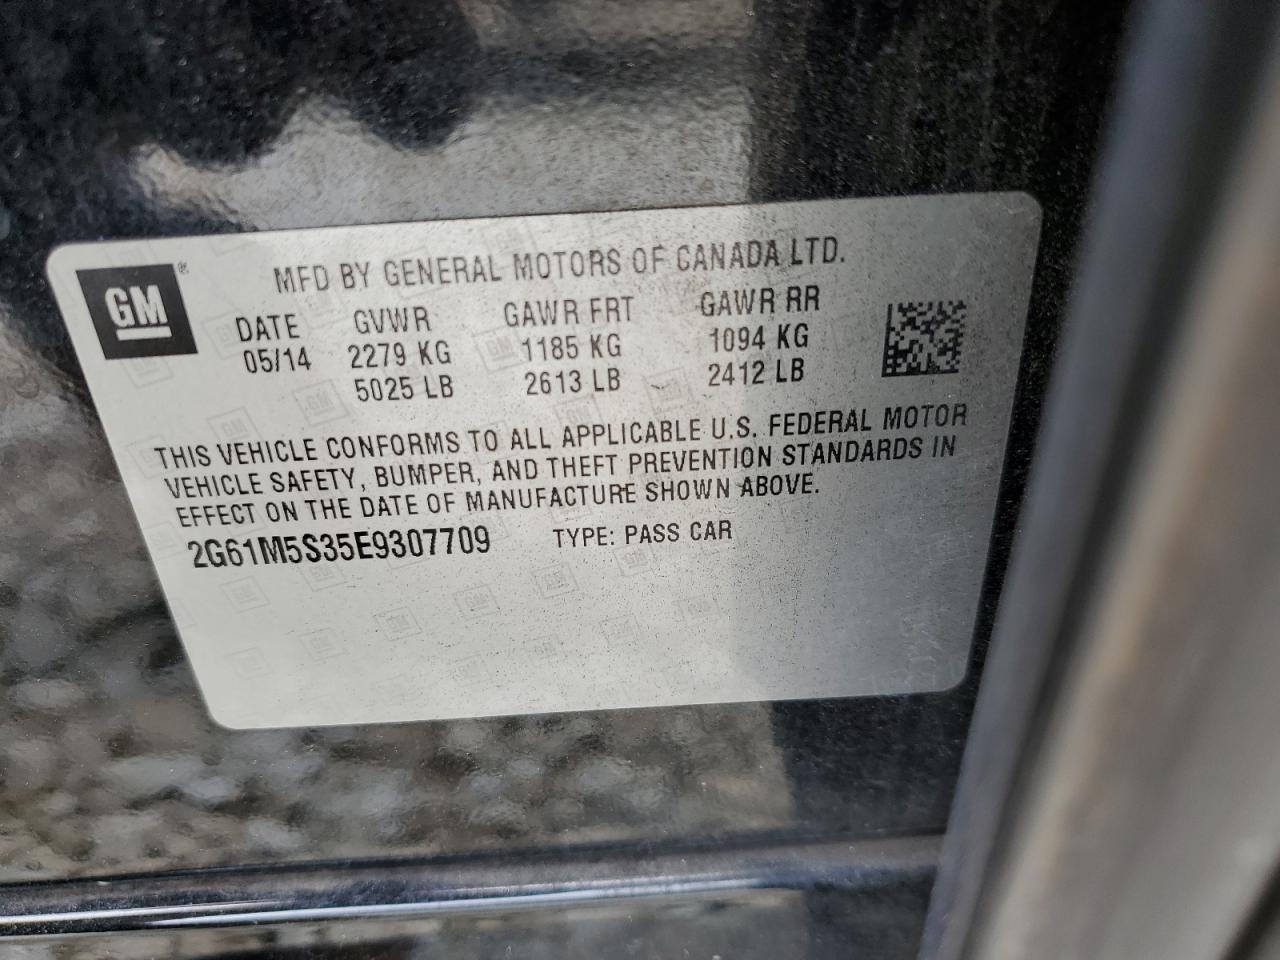 GM®
MFD BY GENERAL MOTORS OF CANADA LTD.
DATE GVWR GAWR FRT GAWR RR
05/14 2279 KG 1185 KG 1094 KG
5025 LB 2613 LB 2412 LB
THIS VEHICLE CONFORMS TO ALL APPLICABLE U.S. FEDERAL MOTOR
VEHICLE SAFETY, BUMPER, AND THEFT PREVENTION STANDARDS IN
EFFECT ON THE DATE OF MANUFACTURE SHOWN ABOVE.
2G61M5S35E9307709 TYPE: PASS CAR